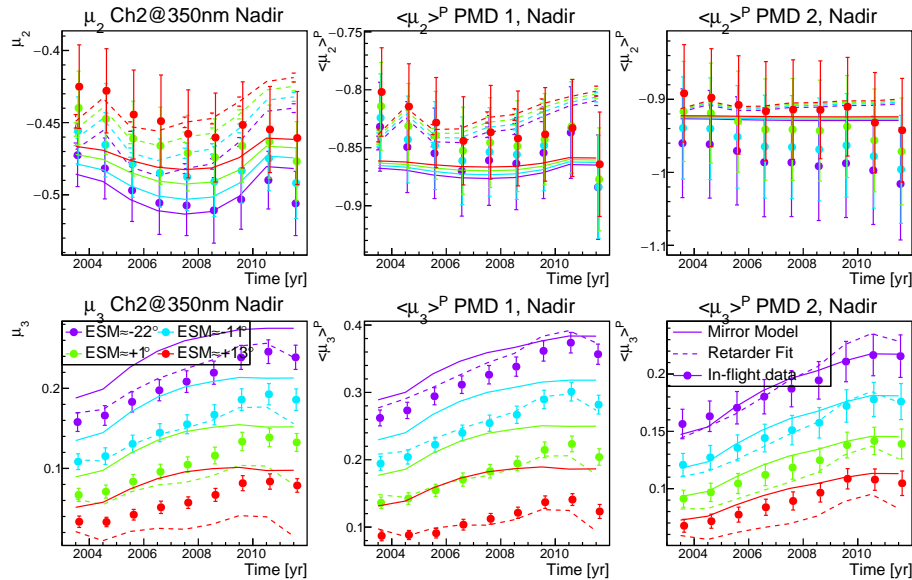 μ₂ Ch2@350nm Nadir
<μ₂>ᴾ PMD 1, Nadir
<μ₂>ᴾ PMD 2, Nadir
μ₂
−0.4
−0.45
−0.5
2004 2006 2008 2010
Time [yr]
<μ₂>ᴾ
−0.75
−0.8
−0.85
−0.9
2004 2006 2008 2010
Time [yr]
<μ₂>ᴾ
−0.9
−1
−1.1
2004 2006 2008 2010
Time [yr]
μ₃ Ch2@350nm Nadir
<μ₃>ᴾ PMD 1, Nadir
<μ₃>ᴾ PMD 2, Nadir
μ₃
ESM≈-22° ESM≈-11°
ESM≈+1° ESM≈+13°
0.2
0.1
2004 2006 2008 2010
Time [yr]
<μ₃>ᴾ
0.4
0.3
0.2
0.1
2004 2006 2008 2010
Time [yr]
<μ₃>ᴾ
Mirror Model
Retarder Fit
In-flight data
0.2
0.15
0.1
2004 2006 2008 2010
Time [yr]